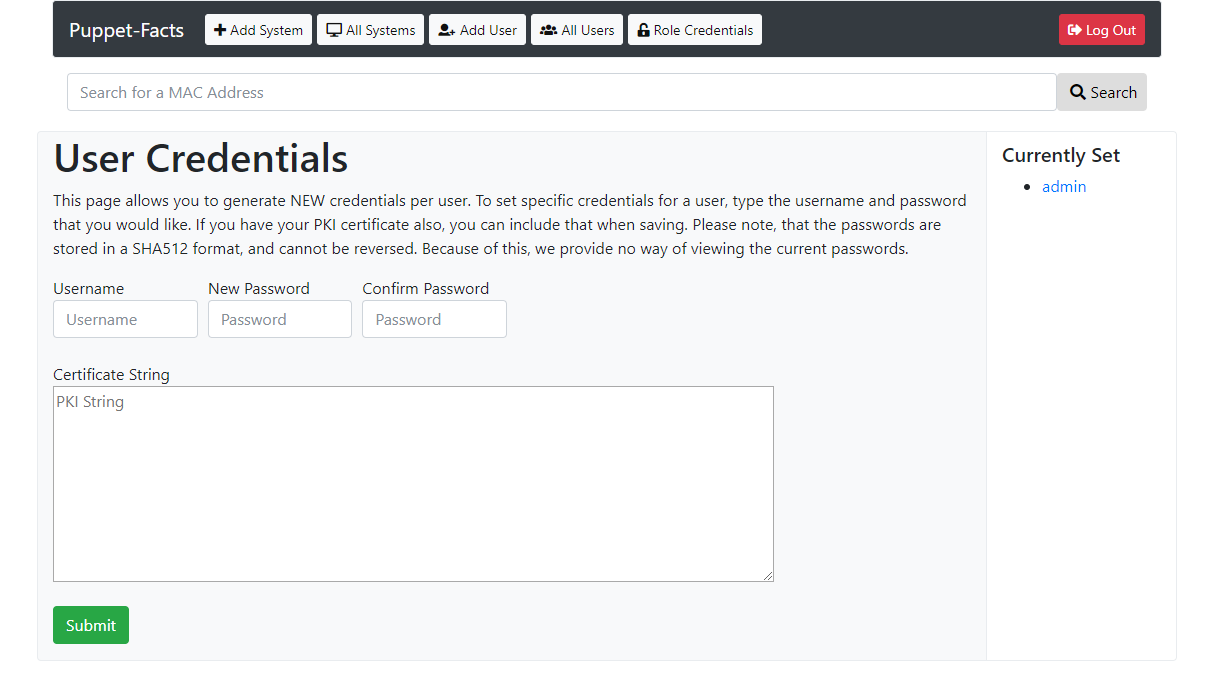 Puppet-Facts Add System All Systems Add User All Users Role Credentials Log Out
Search for a MAC Address Search
User Credentials
This page allows you to generate NEW credentials per user. To set specific credentials for a user, type the username and password
that you would like. If you have your PKI certificate also, you can include that when saving. Please note, that the passwords are
stored in a SHA512 format, and cannot be reversed. Because of this, we provide no way of viewing the current passwords.
Username New Password Confirm Password
Username Password Password
Certificate String
PKI String
Submit
Currently Set
admin